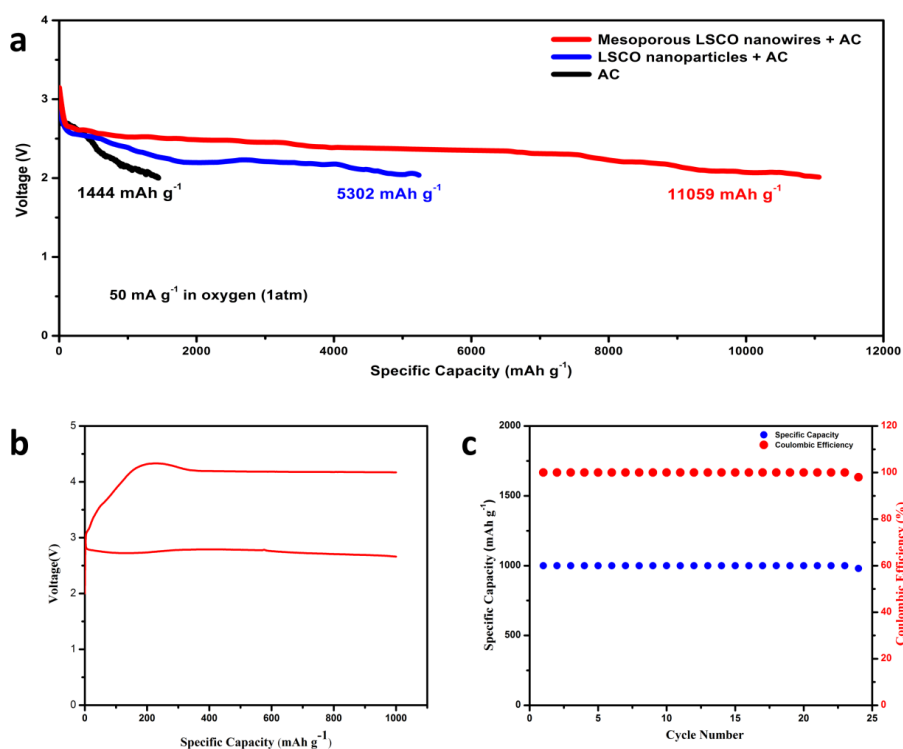 a
Mesoporous LSCO nanowires + AC
LSCO nanoparticles + AC
AC
4
3
2
1
0
Voltage (V)
1444 mAh g-1
5302 mAh g-1
11059 mAh g-1
50 mA g-1 in oxygen (1atm)
0 2000 4000 6000 8000 10000 12000
Specific Capacity (mAh g-1)
b
5
4
3
2
1
0
Voltage(V)
0 200 400 600 800 1000
Specific Capacity (mAh g-1)
c
Specific Capacity
Coulombic Efficiency
2000
1500
1000
500
0
Specific Capacity (mAh g-1)
120
100
80
60
40
20
0
Coulombic Efficiency (%)
0 5 10 15 20 25
Cycle Number